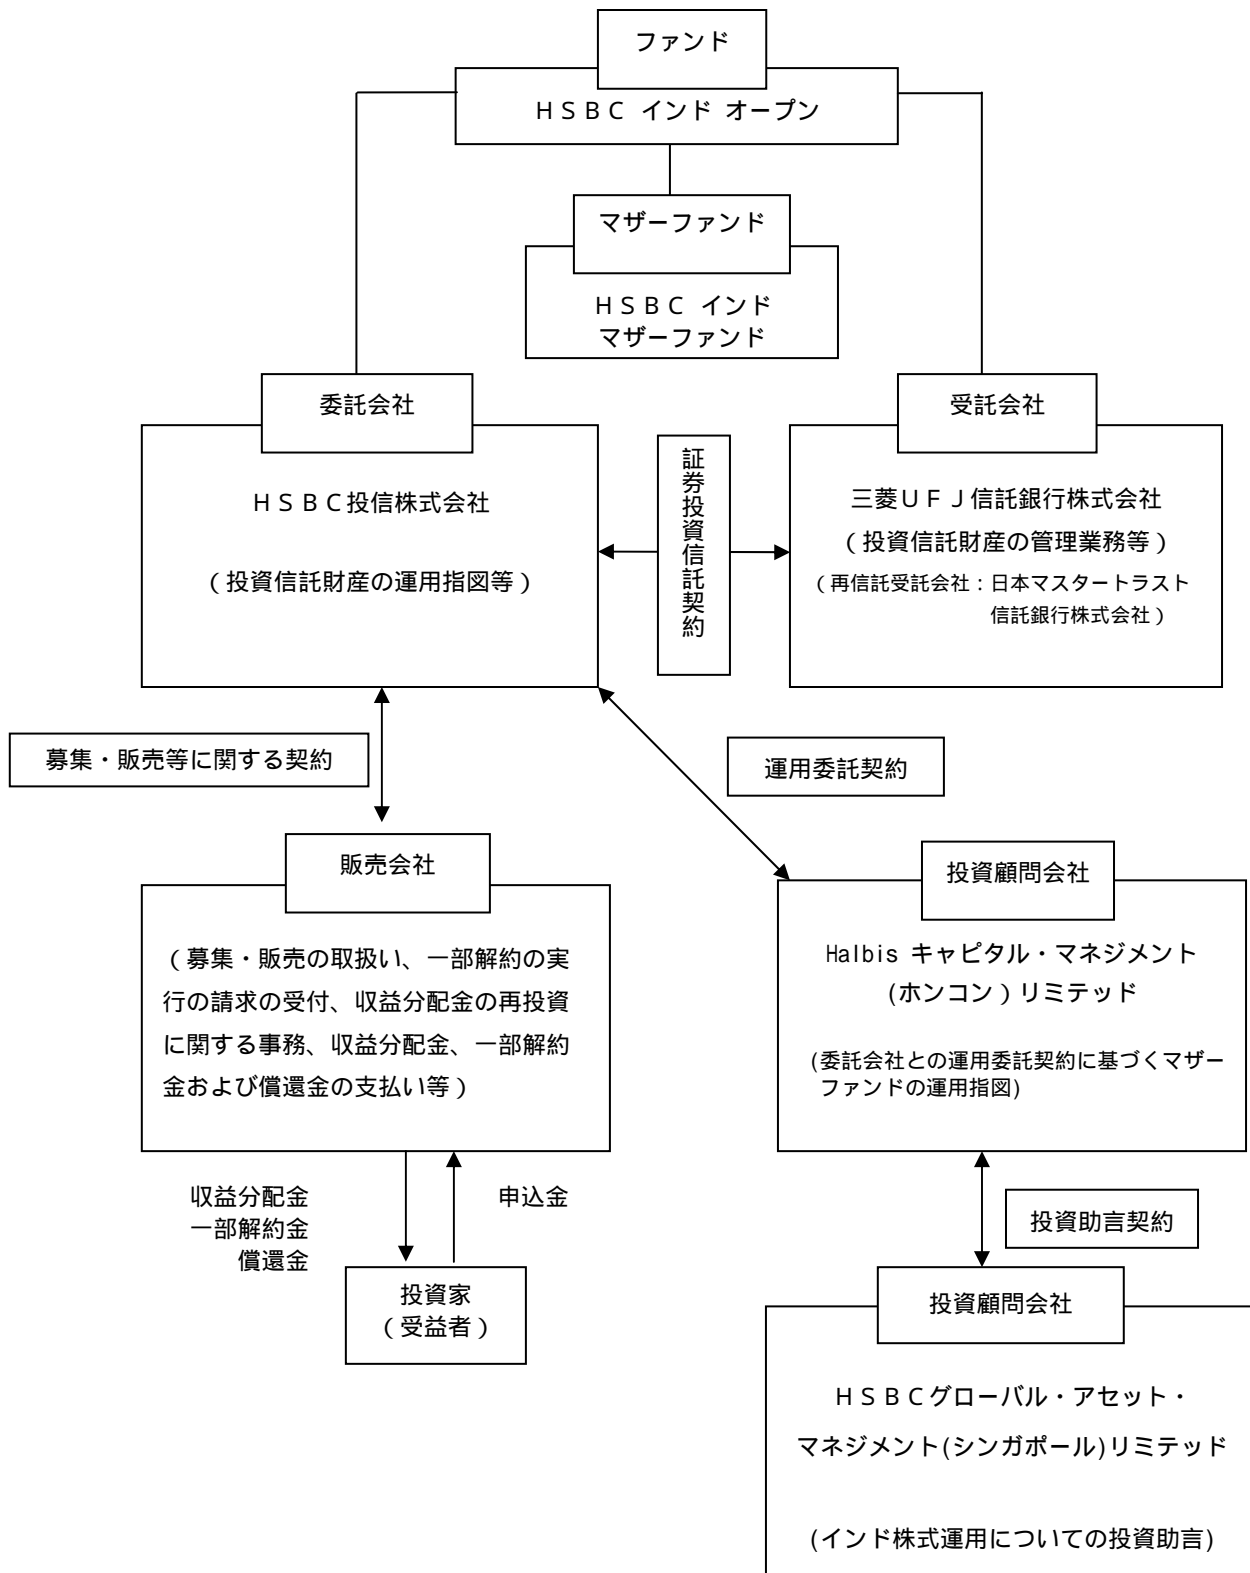 ファンド
ＨＳＢＣ インド オープン
マザーファンド
ＨＳＢＣ インド
マザーファンド
委託会社
ＨＳＢＣ投信株式会社
（投資信託財産の運用指図等）
証券投資信託契約
受託会社
三菱ＵＦＪ信託銀行株式会社
（投資信託財産の管理業務等）
（再信託受託会社：日本マスタートラスト
信託銀行株式会社）
募集・販売等に関する契約
運用委託契約
販売会社
（募集・販売の取扱い、一部解約の実
行の請求の受付、収益分配金の再投資
に関する事務、収益分配金、一部解約
金および償還金の支払い等）
投資顧問会社
Halbis キャピタル・マネジメント
(ホンコン）リミテッド
(委託会社との運用委託契約に基づくマザー
ファンドの運用指図)
収益分配金
一部解約金
償還金
申込金
投資助言契約
投資家
（受益者）
投資顧問会社
ＨＳＢＣグローバル・アセット・
マネジメント(シンガポール)リミテッド
(インド株式運用についての投資助言)